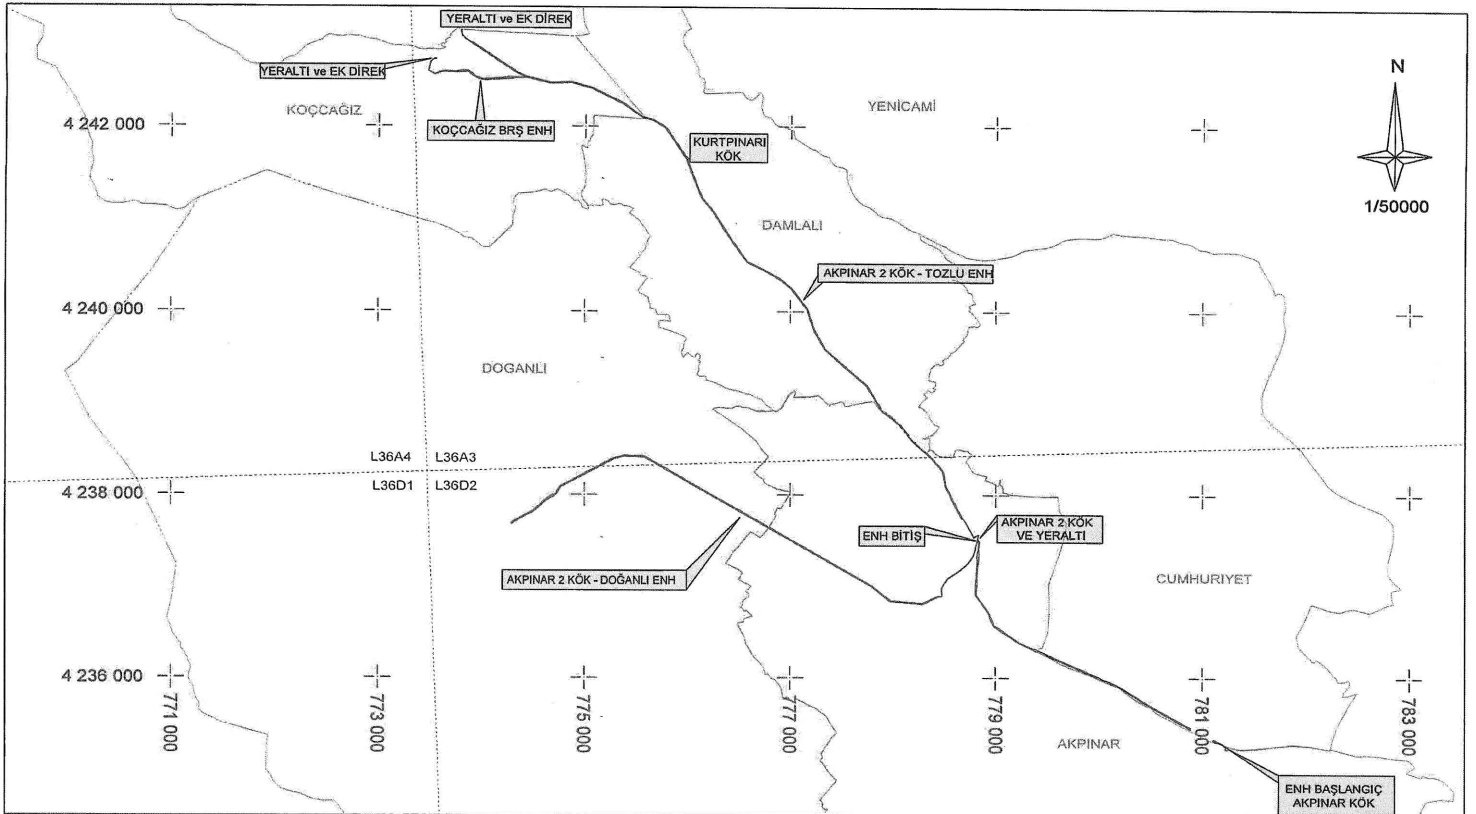 YERALTI ve EK DİREK
N
YERALTI ve EK DİREK
KOÇCAĞIZ
YENİCAMİ
4 242 000
KOÇCAĞIZ BRŞ ENH
KURTPINARI
KÖK
1/50000
DAMLALI
AKPINAR 2 KÖK - TOZLU ENH
4 240 000
DOGANLI
L36A4
L36A3
L36D1
L36D2
4 238 000
ENH BİTİŞ
AKPINAR 2 KÖK
VE YERALTI
AKPINAR 2 KÖK - DOĞANLI ENH
CUMHURIYET
4 236 000
771 000
773 000
775 000
777 000
779 000
781 000
783 000
AKPINAR
ENH BAŞLANGIÇ
AKPINAR KÖK